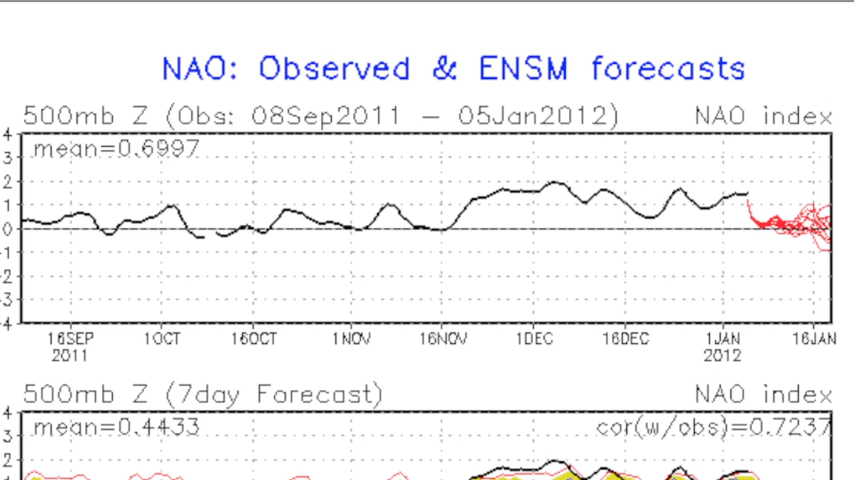 NAO: Observed & ENSM forecasts
500mb Z (Obs: 08Sep2011 – 05Jan2012) NAO index
4
mean=0.6997
3
2
1
0
-1
-2
-3
-4
16SEP 1OCT 16OCT 1NOV 16NOV 1DEC 16DEC 1JAN 16JAN
2011 2012
500mb Z (7day Forecast) NAO index
4
mean=0.4433 cor(w/obs)=0.7237
3
2